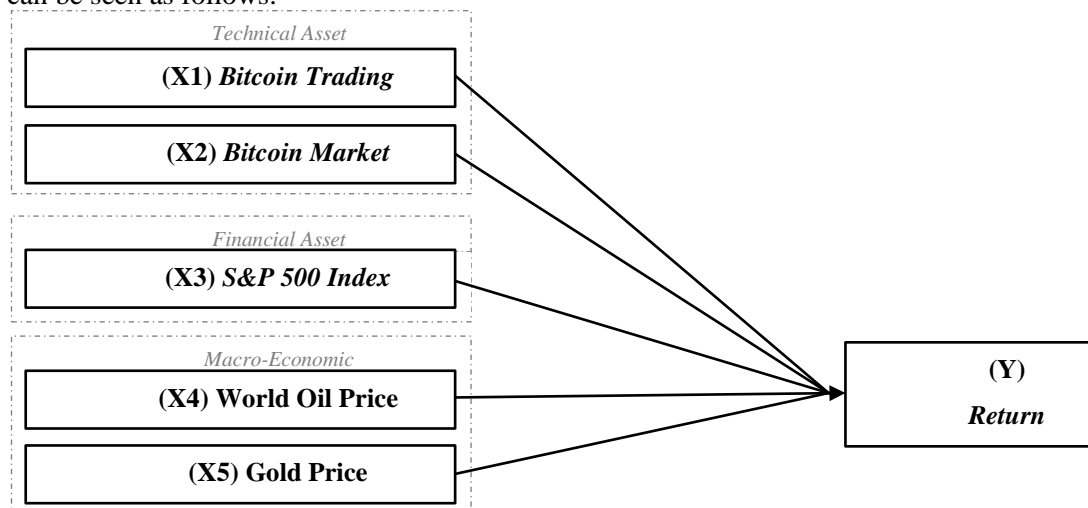 can be seen as follows:
Technical Asset
(X1) Bitcoin Trading
(X2) Bitcoin Market
Financial Asset
(X3) S&P 500 Index
Macro-Economic
(X4) World Oil Price
(X5) Gold Price
(Y)
Return